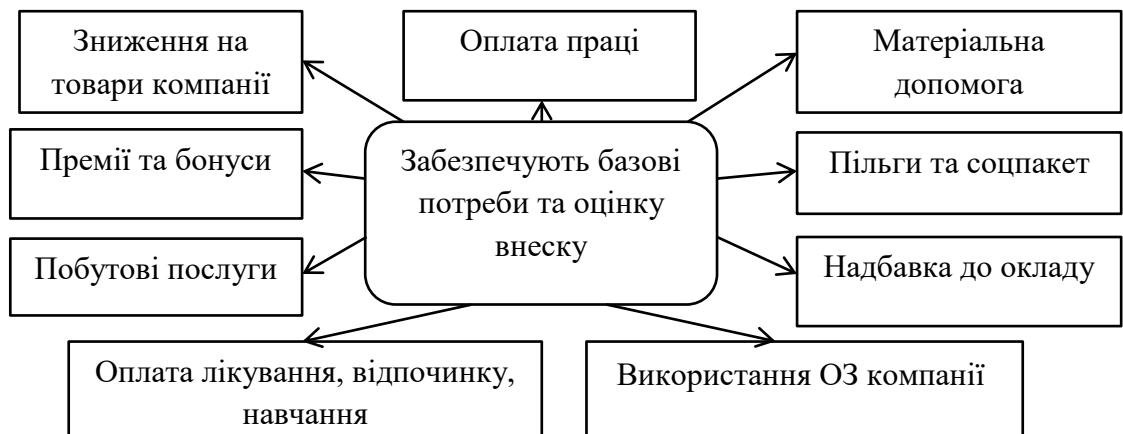 Зниження на
товари компанії
Оплата праці
Матеріальна
допомога
Премії та бонуси
Забезпечують базові
потреби та оцінку
внеску
Пільги та соцпакет
Побутові послуги
Надбавка до окладу
Оплата лікування, відпочинку,
навчання
Використання ОЗ компанії